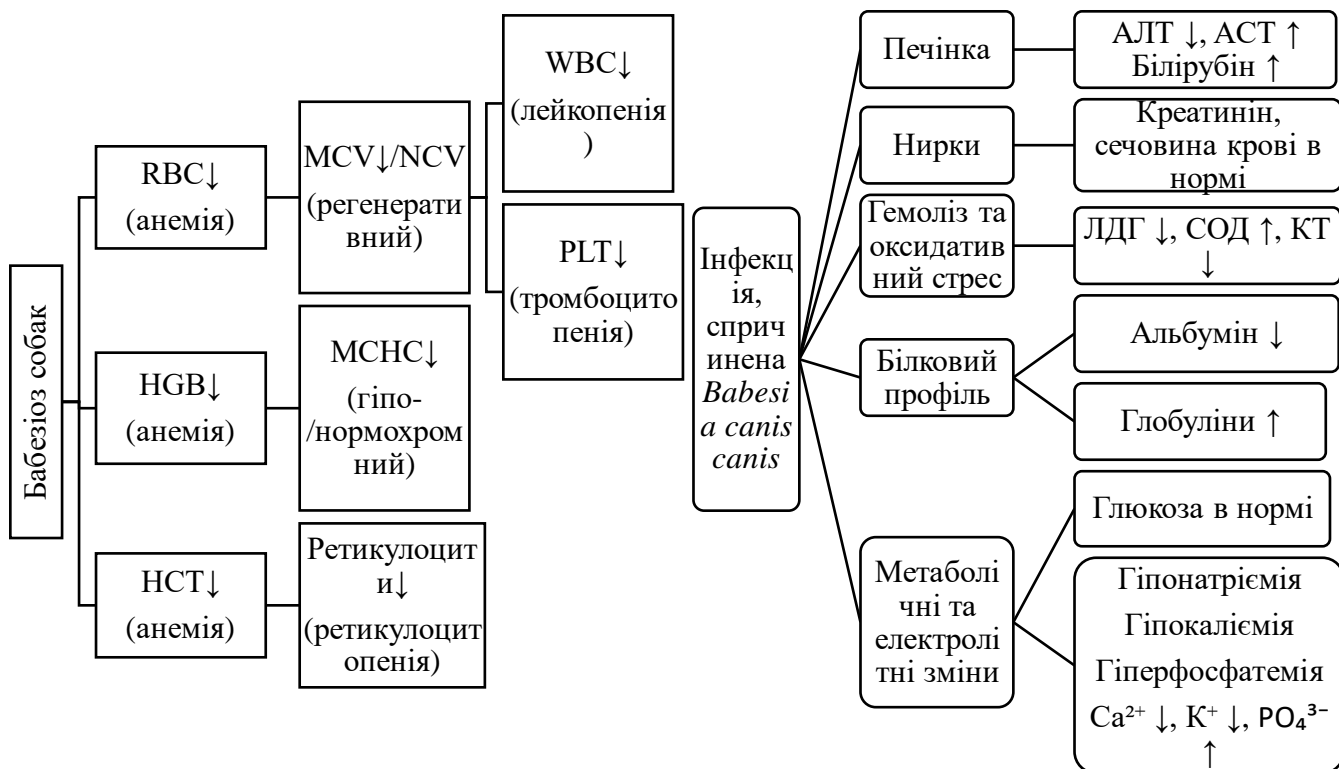 Бабезіоз собак
RBC↓
(анемія)
HGB↓
(анемія)
HCT↓
(анемія)
MCV↓/NCV
(регенерати
вний)
MCHC↓
(гіпо-
/нормохром
ний)
Ретикулоцит
и↓
(ретикулоцит
опенія)
WBC↓
(лейкопенія
)
PLT↓
(тромбоцито
пенія)
Інфекц
ія,
сприч
инена
Babesi
a canis
canis
Печінка
АЛТ ↓, АСТ ↑
Білірубін ↑
Нирки
Креатинін,
сечовина крові в
нормі
Гемоліз та
оксидатив
ний стрес
ЛДГ ↓, СОД ↑, КТ
↓
Білковий
профіль
Альбумін ↓
Глобуліни ↑
Метаболі
чні та
електролі
тні зміни
Глюкоза в нормі
Гіпонатріємія
Гіпокаліємія
Гіперфосфатемія
Ca²⁺ ↓, K⁺ ↓, PO₄³⁻
↑